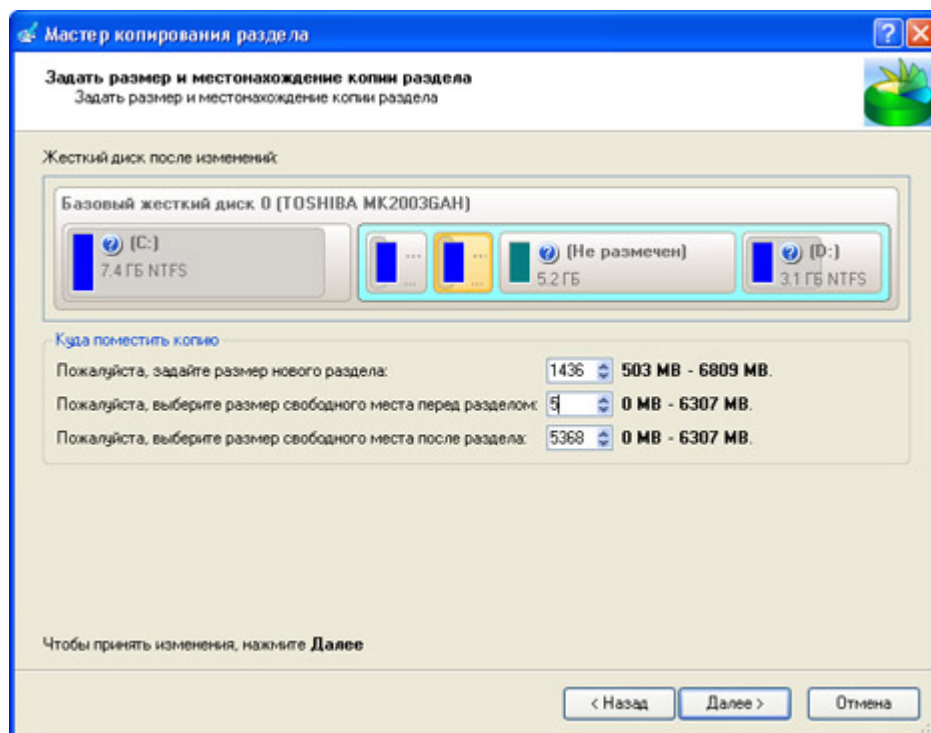 Мастер копирования раздела
Задать размер и местонахождение копии раздела
Задать размер и местонахождение копии раздела
Жесткий диск после изменений:
Базовый жесткий диск 0 (TOSHIBA MK2003GAH)
(C:)
7.4 ГБ NTFS
...
...
...
...
(Не размечен)
5.2 ГБ
(D:)
3.1 ГБ NTFS
Куда поместить копию
Пожалуйста, задайте размер нового раздела: 1436 503 MB - 6809 MB.
Пожалуйста, выберите размер свободного места перед разделом: 5 0 MB - 6307 MB.
Пожалуйста, выберите размер свободного места после раздела: 5368 0 MB - 6307 MB.
Чтобы принять изменения, нажмите Далее
< Назад Далее > Отмена